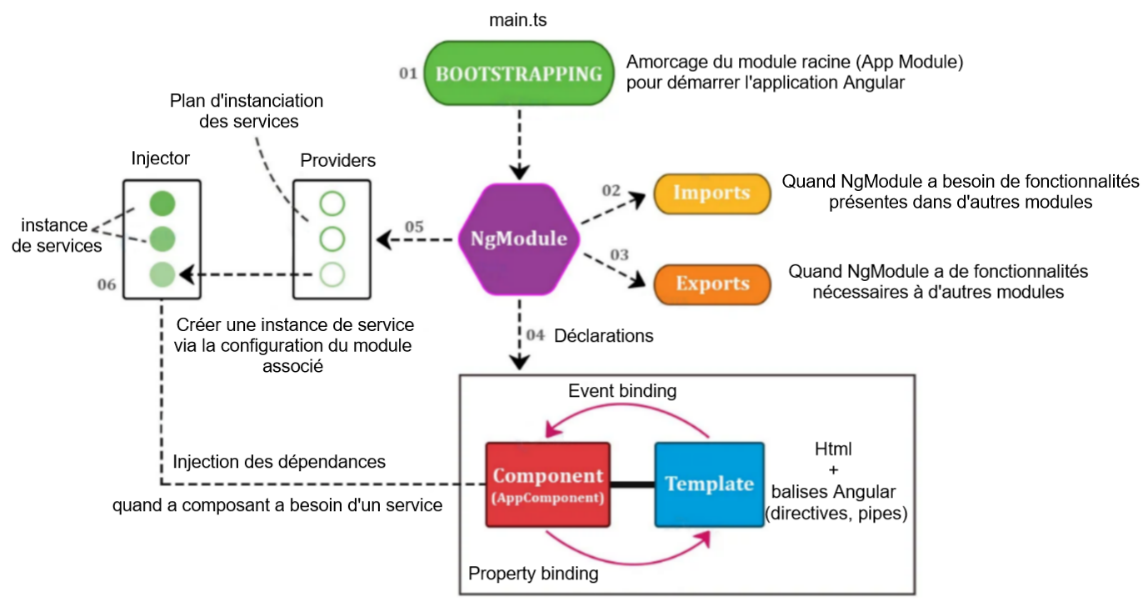 main.ts
01
BOOTSTRAPPING
Amorcage du module racine (App Module)
pour démarrer l'application Angular
Plan d'instanciation
des services
Injector
Providers
instance
de services
06
05
NgModule
02
Imports
Quand NgModule a besoin de fonctionnalités
présentes dans d'autres modules
03
Exports
Quand NgModule a de fonctionnalités
nécessaires à d'autres modules
Créer une instance de service
via la configuration du module
associé
04
Déclarations
Event binding
Injection des dépendances
quand a composant a besoin d'un service
Component
(AppComponent)
Template
Html
+
balises Angular
(directives, pipes)
Property binding